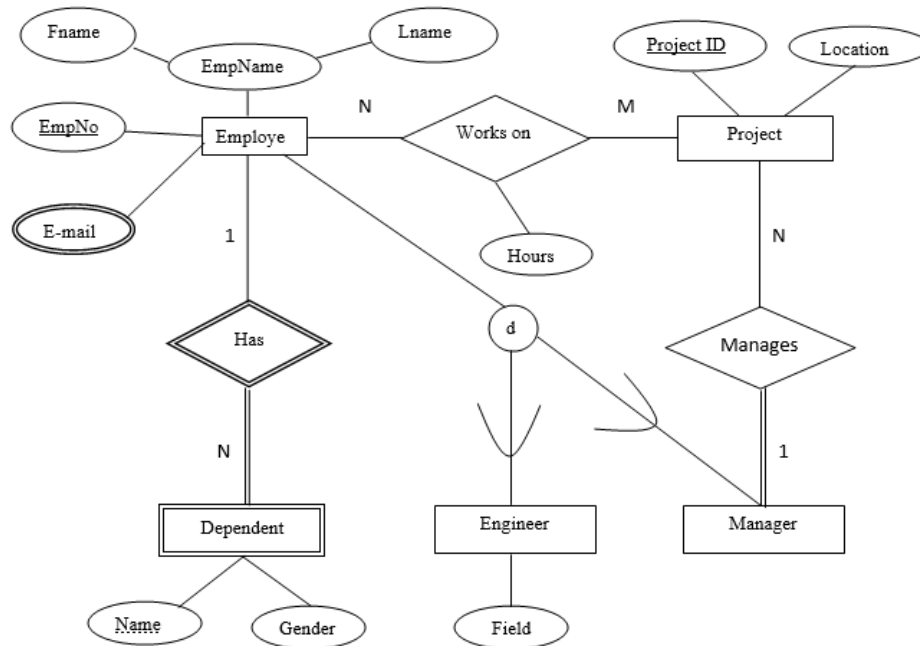 Fname
Lname
EmpName
Project ID
Location
EmpNo
Employe
N
Works on
M
Project
E-mail
1
Hours
N
d
Has
Manages
N
1
Dependent
Engineer
Manager
Name
Gender
Field